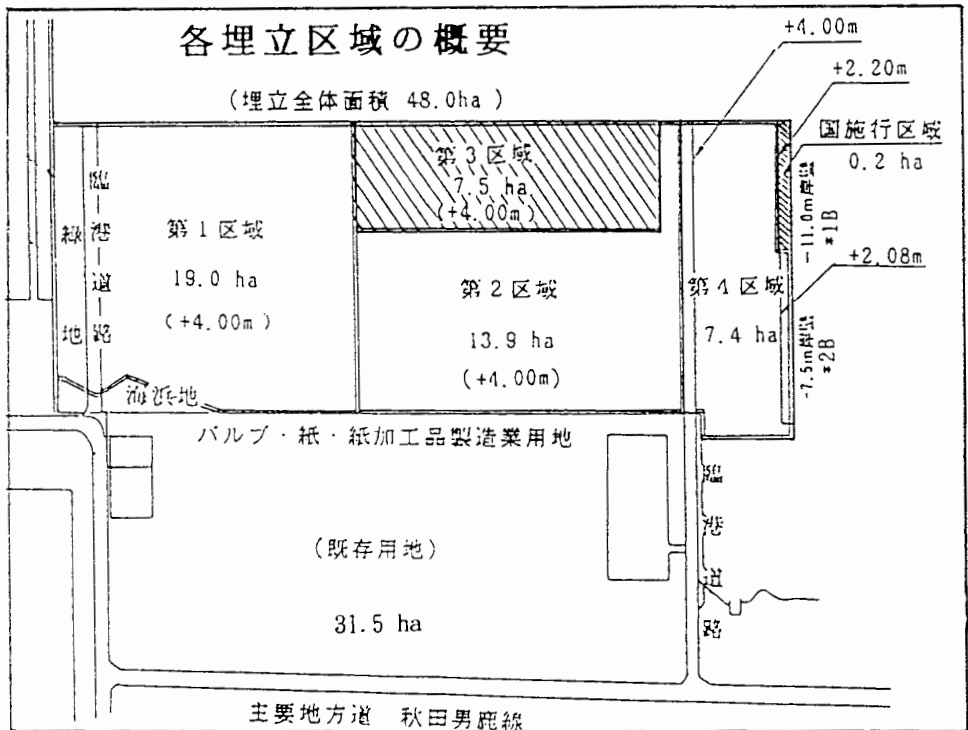 各埋立区域の概要
(埋立全体面積 48.0ha)
+4.00m
+2.20m
国施行区域
0.2 ha
-11.0m岸壁
*1B
+2.08m
-7.5m岸壁
*2B
緑地
臨港道路
第1区域
19.0 ha
(+4.00m)
第3区域
7.5 ha
(+4.00m)
第2区域
13.9 ha
(+4.00m)
第4区域
7.4 ha
海浜地
パルプ・紙・紙加工品製造業用地
(既存用地)
31.5 ha
臨港道路
主要地方道 秋田男鹿線